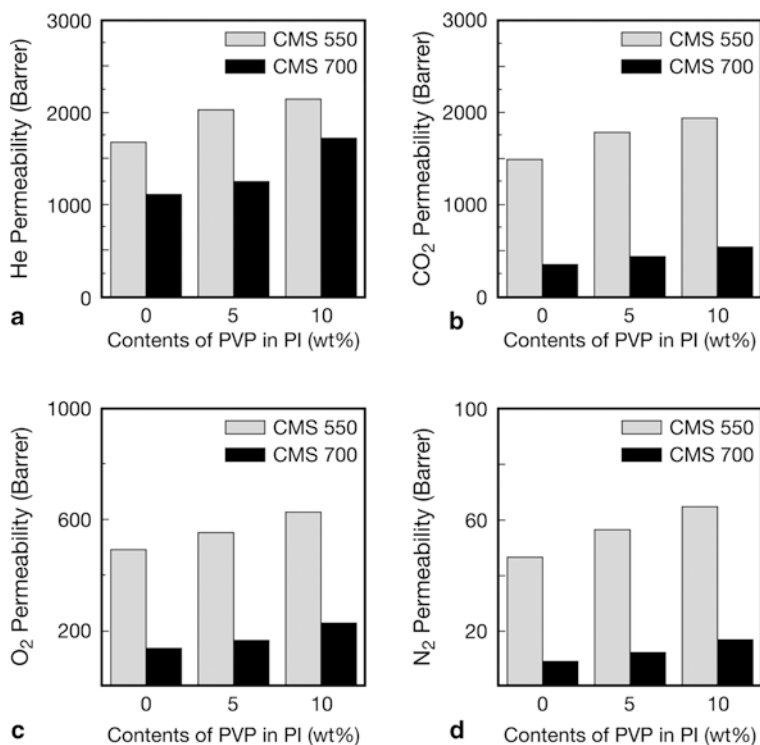 He Permeability (Barrer)
3000
2000
1000
0
CMS 550
CMS 700
0 5 10
Contents of PVP in PI (wt%)
a
CO₂ Permeability (Barrer)
3000
2000
1000
0
CMS 550
CMS 700
0 5 10
Contents of PVP in PI (wt%)
b
O₂ Permeability (Barrer)
1000
600
200
CMS 550
CMS 700
0 5 10
Contents of PVP in PI (wt%)
c
N₂ Permeability (Barrer)
100
60
20
CMS 550
CMS 700
0 5 10
Contents of PVP in PI (wt%)
d